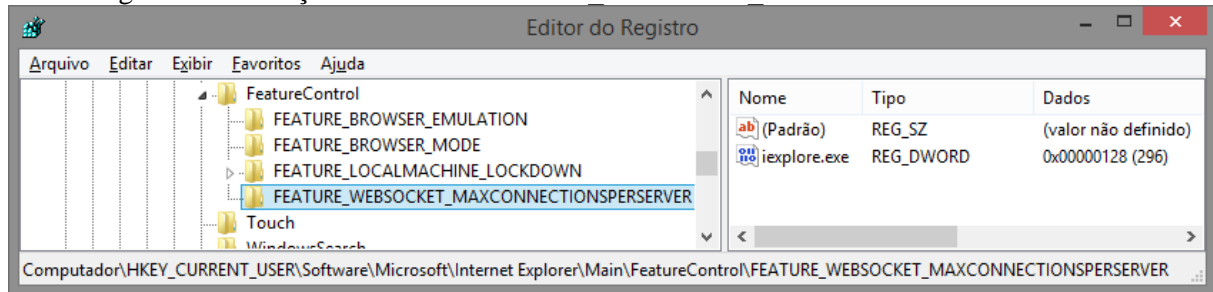 Editor do Registro
Arquivo Editar Exibir Favoritos Ajuda
FeatureControl
FEATURE_BROWSER_EMULATION
FEATURE_BROWSER_MODE
FEATURE_LOCALMACHINE_LOCKDOWN
FEATURE_WEBSOCKET_MAXCONNECTIONSPERSERVER
Touch
WindowsSearch
Nome Tipo Dados
(Padrão) REG_SZ (valor não definido)
iexplore.exe REG_DWORD 0x00000128 (296)
Computador\HKEY_CURRENT_USER\Software\Microsoft\Internet Explorer\Main\FeatureControl\FEATURE_WEBSOCKET_MAXCONNECTIONSPERSERVER